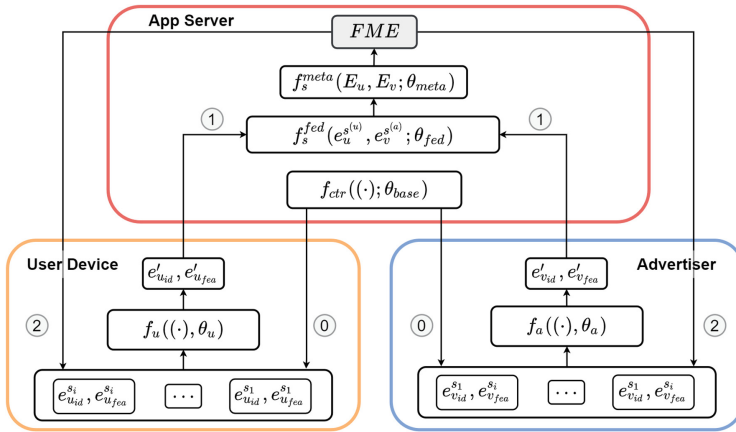 App Server
FME
f_s^{meta}(E_u, E_v; θ_{meta})
1
f_s^{fed}(e_u^{s^{(u)}}, e_v^{s^{(a)}}; θ_{fed})
1
f_{ctr}((·); θ_{base})
User Device
e'_{u_{id}}, e'_{u_{fea}}
e'_{v_{id}}, e'_{v_{fea}}
Advertiser
2
f_u((·), θ_u)
0
0
f_a((·), θ_a)
2
e_{u_{id}}^{s_i}, e_{u_{fea}}^{s_i}
...
e_{u_{id}}^{s_1}, e_{u_{fea}}^{s_1}
e_{v_{id}}^{s_1}, e_{v_{fea}}^{s_i}
...
e_{v_{id}}^{s_1}, e_{v_{fea}}^{s_i}